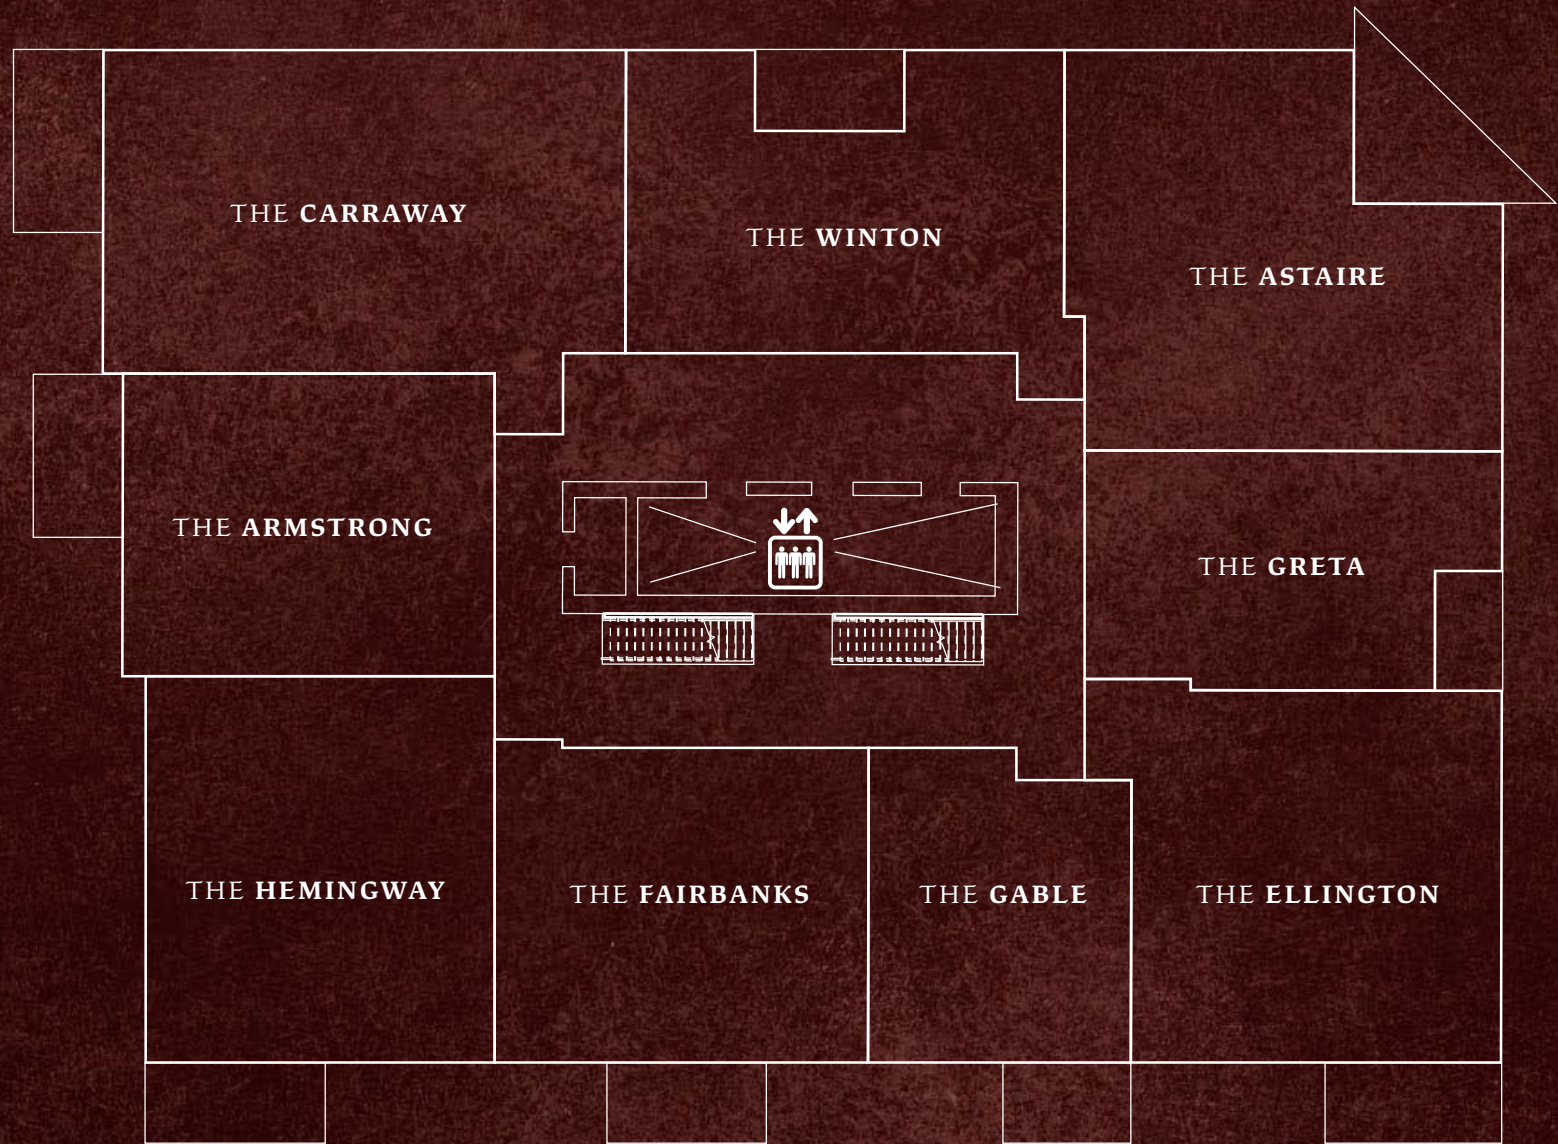 THE CARRAWAY
THE WINTON
THE ASTAIRE
THE ARMSTRONG
THE GRETA
THE HEMINGWAY
THE FAIRBANKS
THE GABLE
THE ELLINGTON